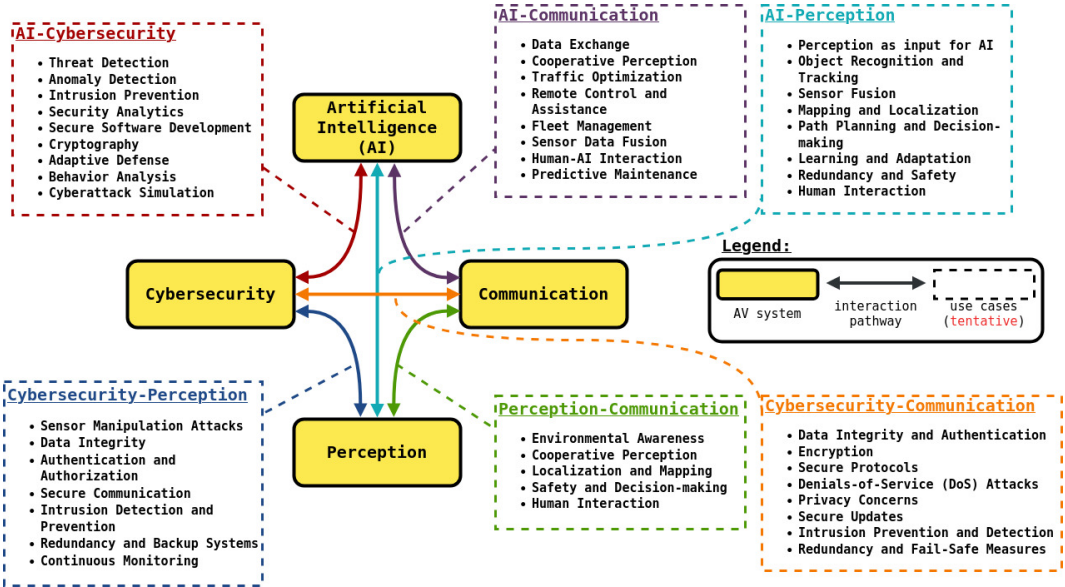 AI-Cybersecurity
Threat Detection
Anomaly Detection
Intrusion Prevention
Security Analytics
Secure Software Development
Cryptography
Adaptive Defense
Behavior Analysis
Cyberattack Simulation
AI-Communication
Data Exchange
Cooperative Perception
Traffic Optimization
Remote Control and
Assistance
Fleet Management
Sensor Data Fusion
Human-AI Interaction
Predictive Maintenance
AI-Perception
Perception as input for AI
Object Recognition and
Tracking
Sensor Fusion
Mapping and Localization
Path Planning and Decision-
making
Learning and Adaptation
Redundancy and Safety
Human Interaction
Artificial
Intelligence
(AI)
Cybersecurity
Communication
Perception
Legend:
AV system
interaction
pathway
use cases
(tentative)
Cybersecurity-Perception
Sensor Manipulation Attacks
Data Integrity
Authentication and
Authorization
Secure Communication
Intrusion Detection and
Prevention
Redundancy and Backup Systems
Continuous Monitoring
Perception-Communication
Environmental Awareness
Cooperative Perception
Localization and Mapping
Safety and Decision-making
Human Interaction
Cybersecurity-Communication
Data Integrity and Authentication
Encryption
Secure Protocols
Denials-of-Service (DoS) Attacks
Privacy Concerns
Secure Updates
Intrusion Prevention and Detection
Redundancy and Fail-Safe Measures